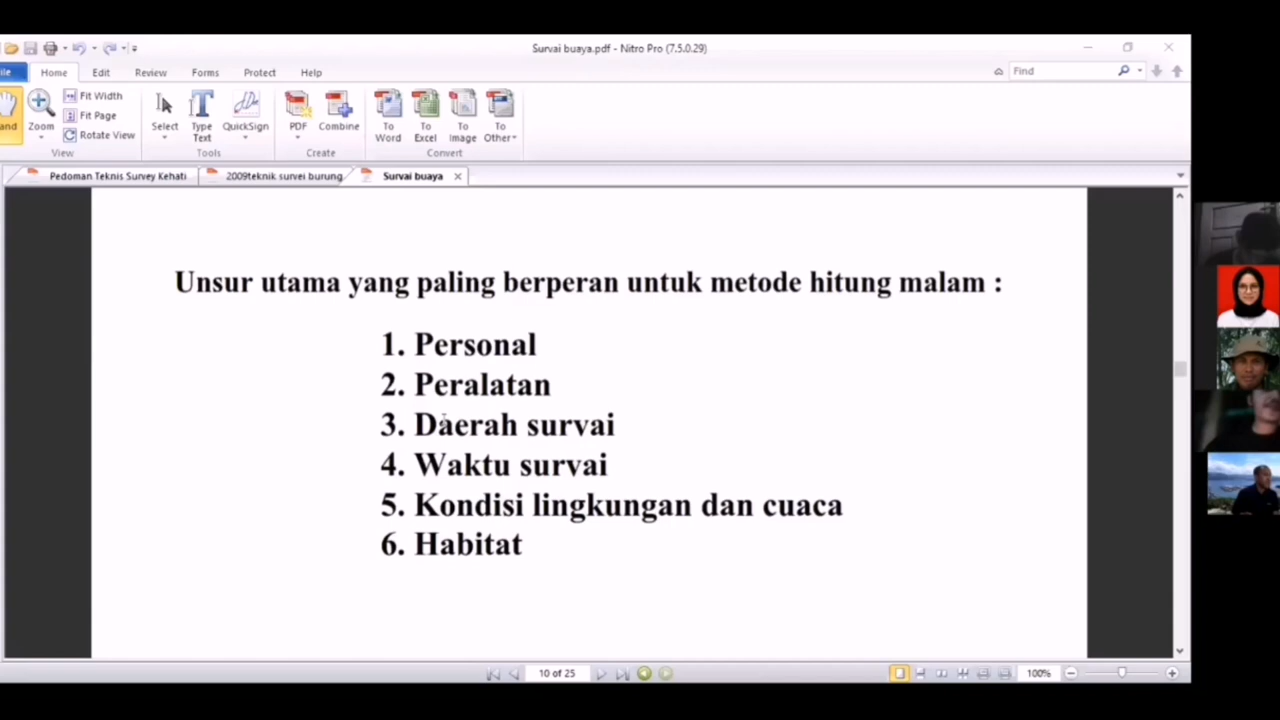 Survai buaya.pdf - Nitro Pro (7.5.0.29)
ile Home Edit Review Forms Protect Help Find
and Zoom Fit Width Fit Page Rotate View Select Type Text QuickSign PDF Combine To Word To Excel To Image To Other
View Tools Create Convert
Pedoman Teknis Survey Kehati 2009teknik survei burung Survai buaya
Unsur utama yang paling berperan untuk metode hitung malam :
1. Personal
2. Peralatan
3. Daerah survai
4. Waktu survai
5. Kondisi lingkungan dan cuaca
6. Habitat
10 of 25 100%